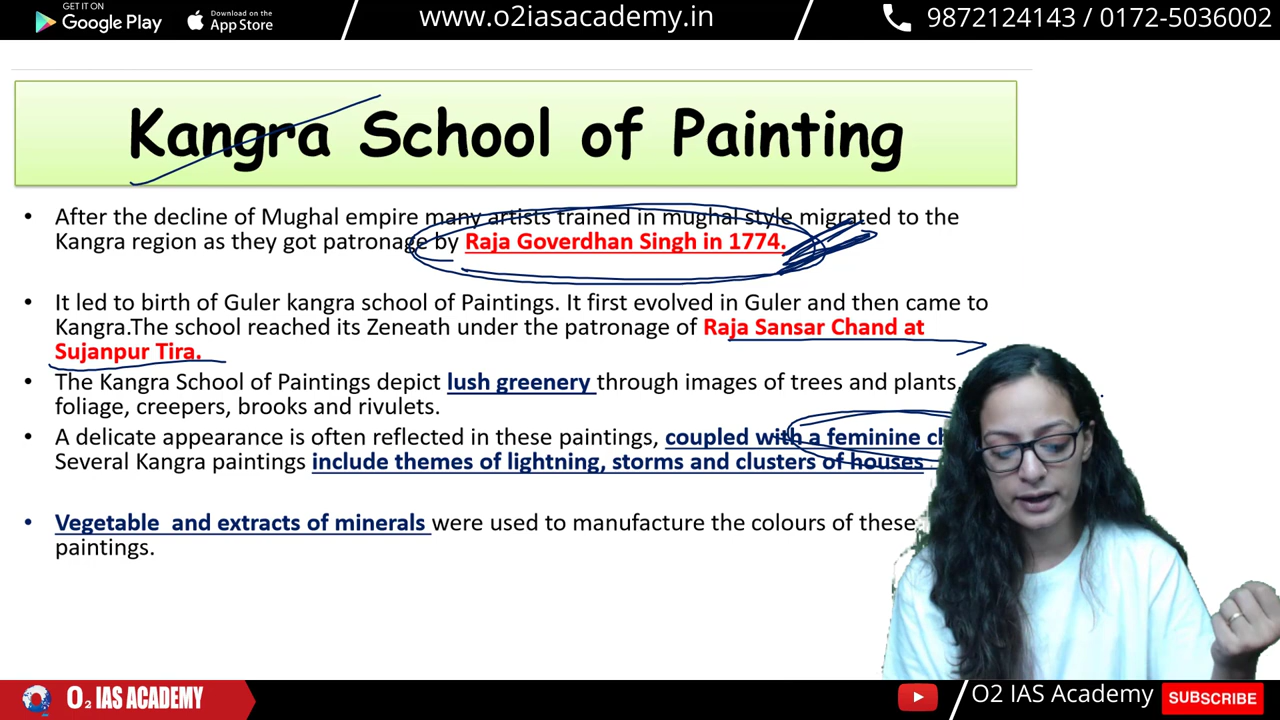 GET IT ON
Google Play
Download on the
App Store
www.o2iasacademy.in
9872124143 / 0172-5036002
Kangra School of Painting
• After the decline of Mughal empire many artists trained in mughal style migrated to the
Kangra region as they got patronage by Raja Goverdhan Singh in 1774.
• It led to birth of Guler kangra school of Paintings. It first evolved in Guler and then came to
Kangra.The school reached its Zeneath under the patronage of Raja Sansar Chand at
Sujanpur Tira.
• The Kangra School of Paintings depict lush greenery through images of trees and plants,
foliage, creepers, brooks and rivulets.
• A delicate appearance is often reflected in these paintings, coupled with a feminine
Several Kangra paintings include themes of lightning, storms and clusters of houses
• Vegetable and extracts of minerals were used to manufacture the colours of these
paintings.
O2 IAS ACADEMY
O2 IAS Academy
SUBSCRIBE